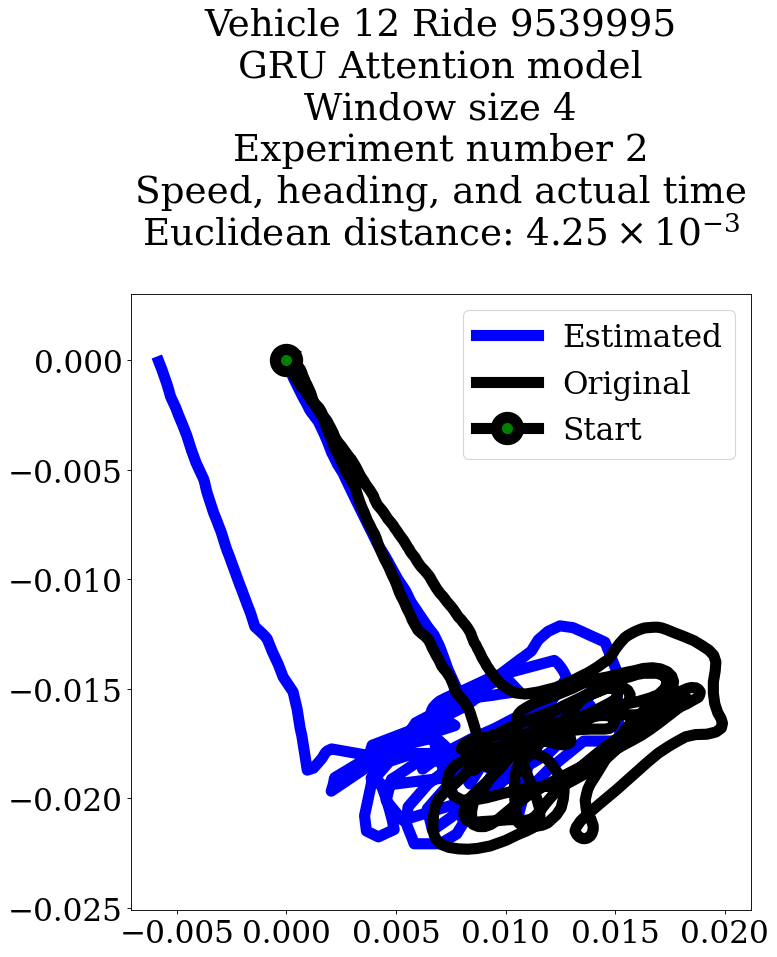 Vehicle 12 Ride 9539995
GRU Attention model
Window size 4
Experiment number 2
Speed, heading, and actual time
Euclidean distance: 4.25 × 10⁻³
Estimated
Original
Start
0.000
−0.005
−0.010
−0.015
−0.020
−0.025
−0.005 0.000 0.005 0.010 0.015 0.020